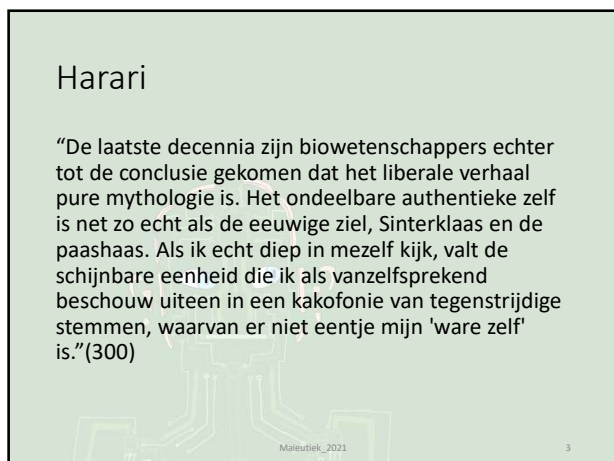 Harari
“De laatste decennia zijn biowetenschappers echter
tot de conclusie gekomen dat het liberale verhaal
pure mythologie is. Het ondeelbare authentieke zelf
is net zo echt als de eeuwige ziel, Sinterklaas en de
paashaas. Als ik echt diep in mezelf kijk, valt de
schijnbare eenheid die ik als vanzelfsprekend
beschouw uiteen in een kakofonie van tegenstrijdige
stemmen, waarvan er niet eentje mijn 'ware zelf'
is.”(300)
Maieutiek_2021
3